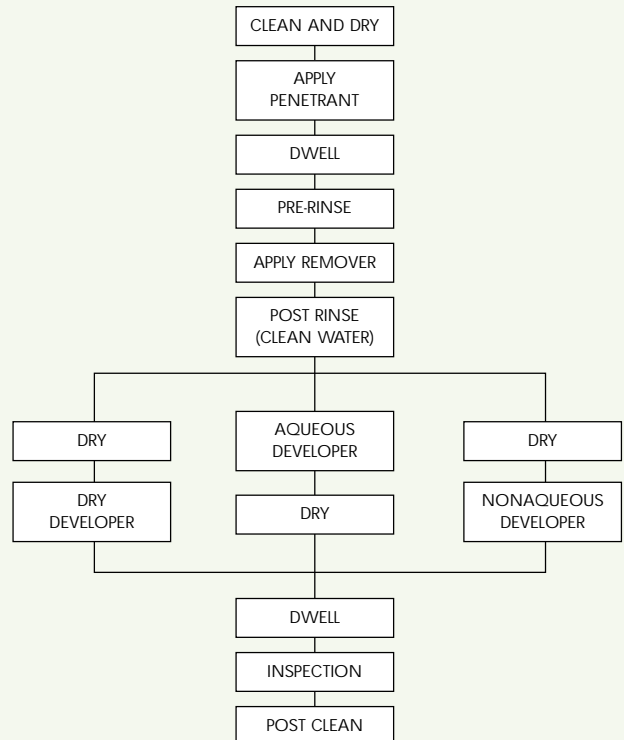 CLEAN AND DRY
APPLY
PENETRANT
DWELL
PRE-RINSE
APPLY REMOVER
POST RINSE
(CLEAN WATER)
DRY
DRY
DEVELOPER
AQUEOUS
DEVELOPER
DRY
DRY
NONAQUEOUS
DEVELOPER
DWELL
INSPECTION
POST CLEAN